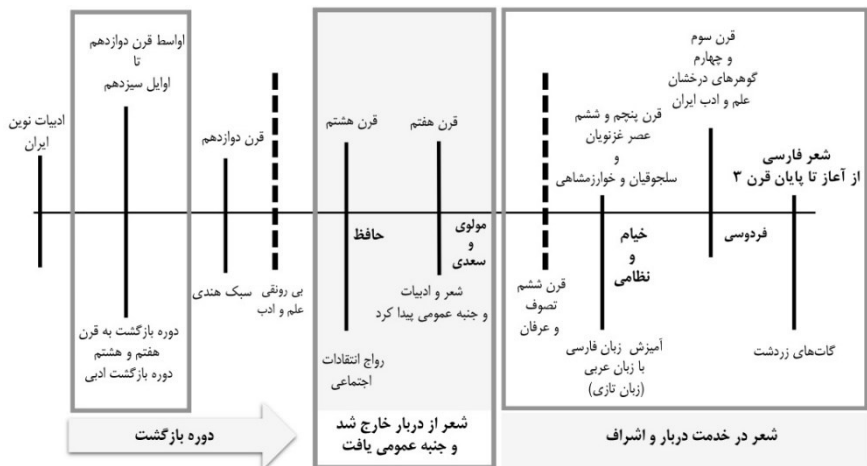 قرن سوم
و چهارم
گوهرهای درخشان
علم و ادب ایران
شعر فارسی
از آغاز تا پایان قرن ۳
فردوسی
گات‌های زردشت
قرن پنجم و ششم
عصر غزنویان
و
سلجوقیان و خوارزمشاهی
خیام
و
نظامی
آمیزش زبان فارسی
با زبان عربی
(زبان تازی)
قرن ششم
تصوف
و عرفان
شعر در خدمت دربار و اشراف
قرن هفتم
مولوی
و
سعدی
شعر و ادبیات
و جنبه عمومی پیدا کرد
قرن هشتم
حافظ
رواج انتقادات
اجتماعی
شعر از دربار خارج شد
و جنبه عمومی یافت
بی رونقی
علم و ادب
قرن دوازدهم
سبک هندی
اواسط قرن دوازدهم
تا
اوایل سیزدهم
دوره بازگشت به قرن
هفتم و هشتم
دوره بازگشت ادبی
ادبیات نوین
ایران
دوره بازگشت